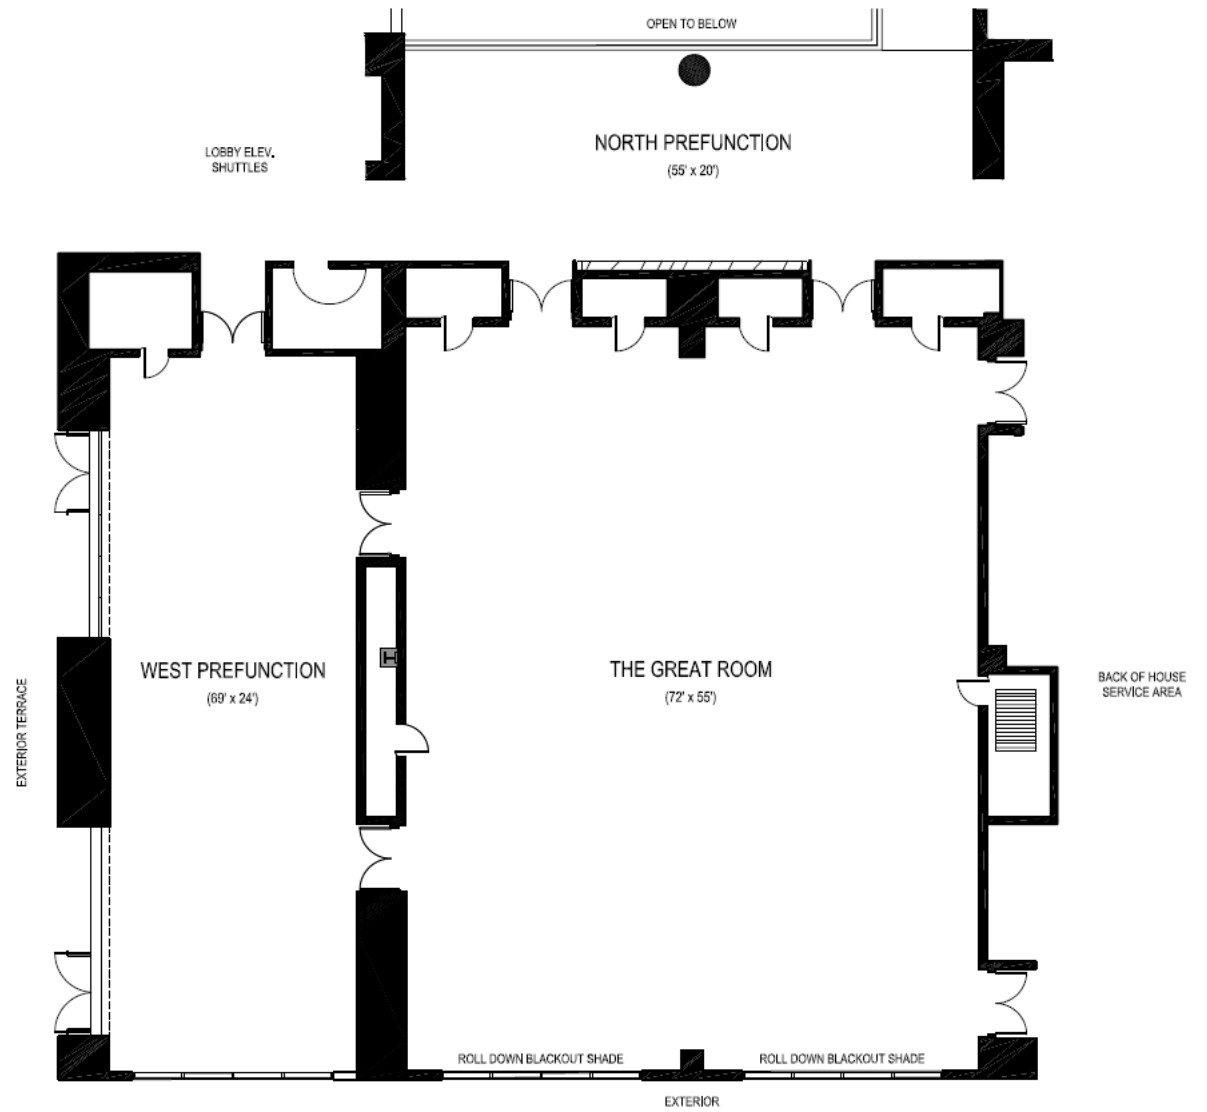 OPEN TO BELOW
NORTH PREFUNCTION
(55' x 20')
LOBBY ELEV.
SHUTTLES
WEST PREFUNCTION
(69' x 24')
THE GREAT ROOM
(72' x 55')
BACK OF HOUSE
SERVICE AREA
EXTERIOR TERRACE
ROLL DOWN BLACKOUT SHADE
ROLL DOWN BLACKOUT SHADE
EXTERIOR